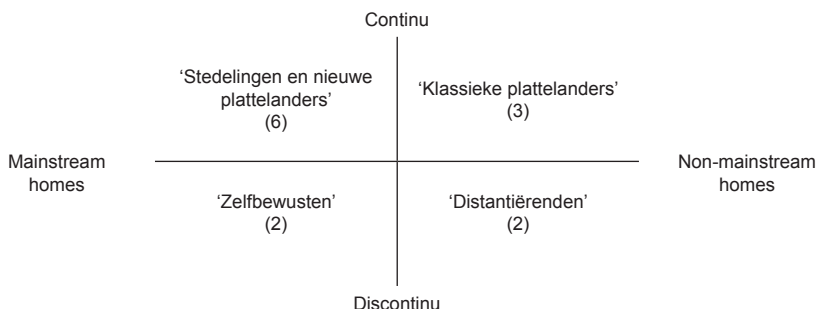 Continu
‘Stedelingen en nieuwe
plattelanders’
(6)
‘Klassieke plattelanders’
(3)
Mainstream
homes
Non-mainstream
homes
‘Zelfbewusten’
(2)
‘Distantiërenden’
(2)
Discontinu